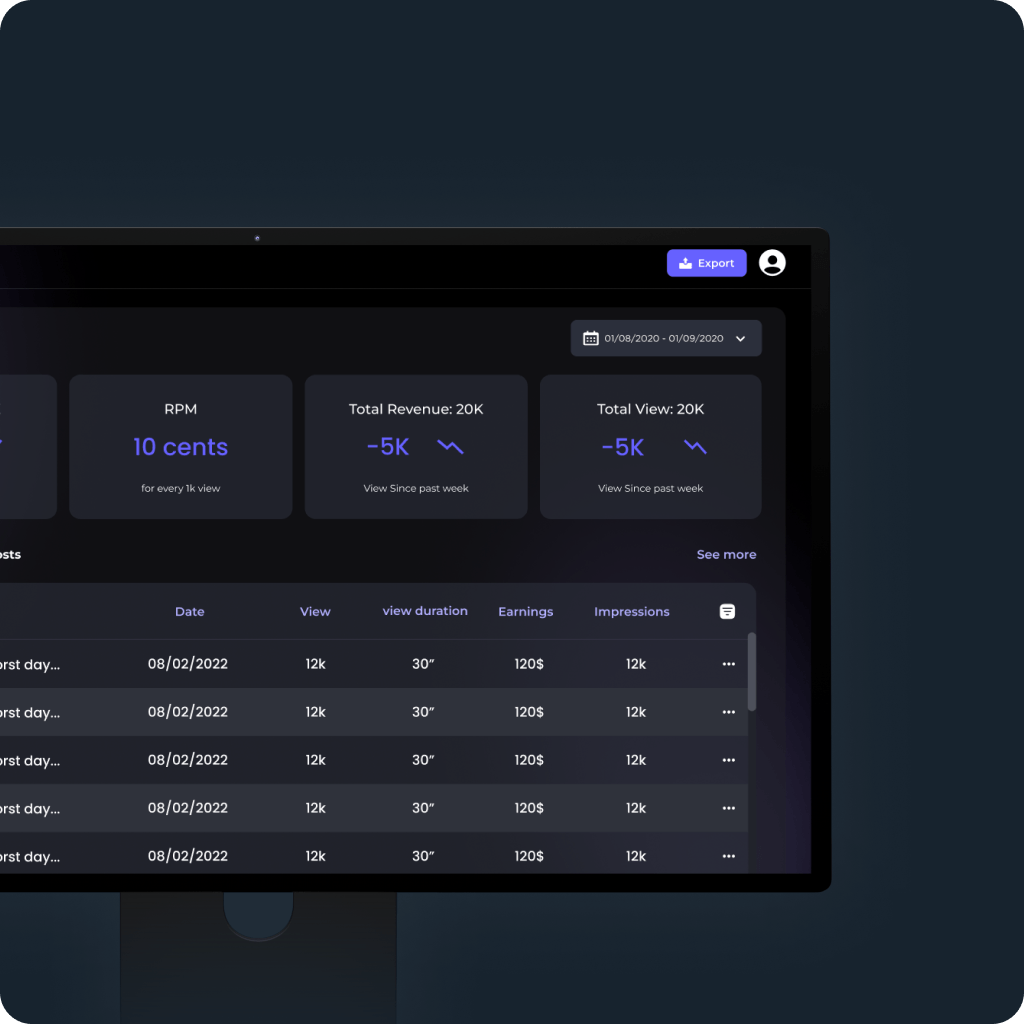 Export
01/08/2020 - 01/09/2020
RPM
10 cents
for every 1k view
Total Revenue: 20K
-5K
View Since past week
Total View: 20K
-5K
View Since past week
osts
See more
Date View view duration Earnings Impressions
orst day... 08/02/2022 12k 30” 120$ 12k
orst day... 08/02/2022 12k 30” 120$ 12k
orst day... 08/02/2022 12k 30” 120$ 12k
orst day... 08/02/2022 12k 30” 120$ 12k
orst day... 08/02/2022 12k 30” 120$ 12k